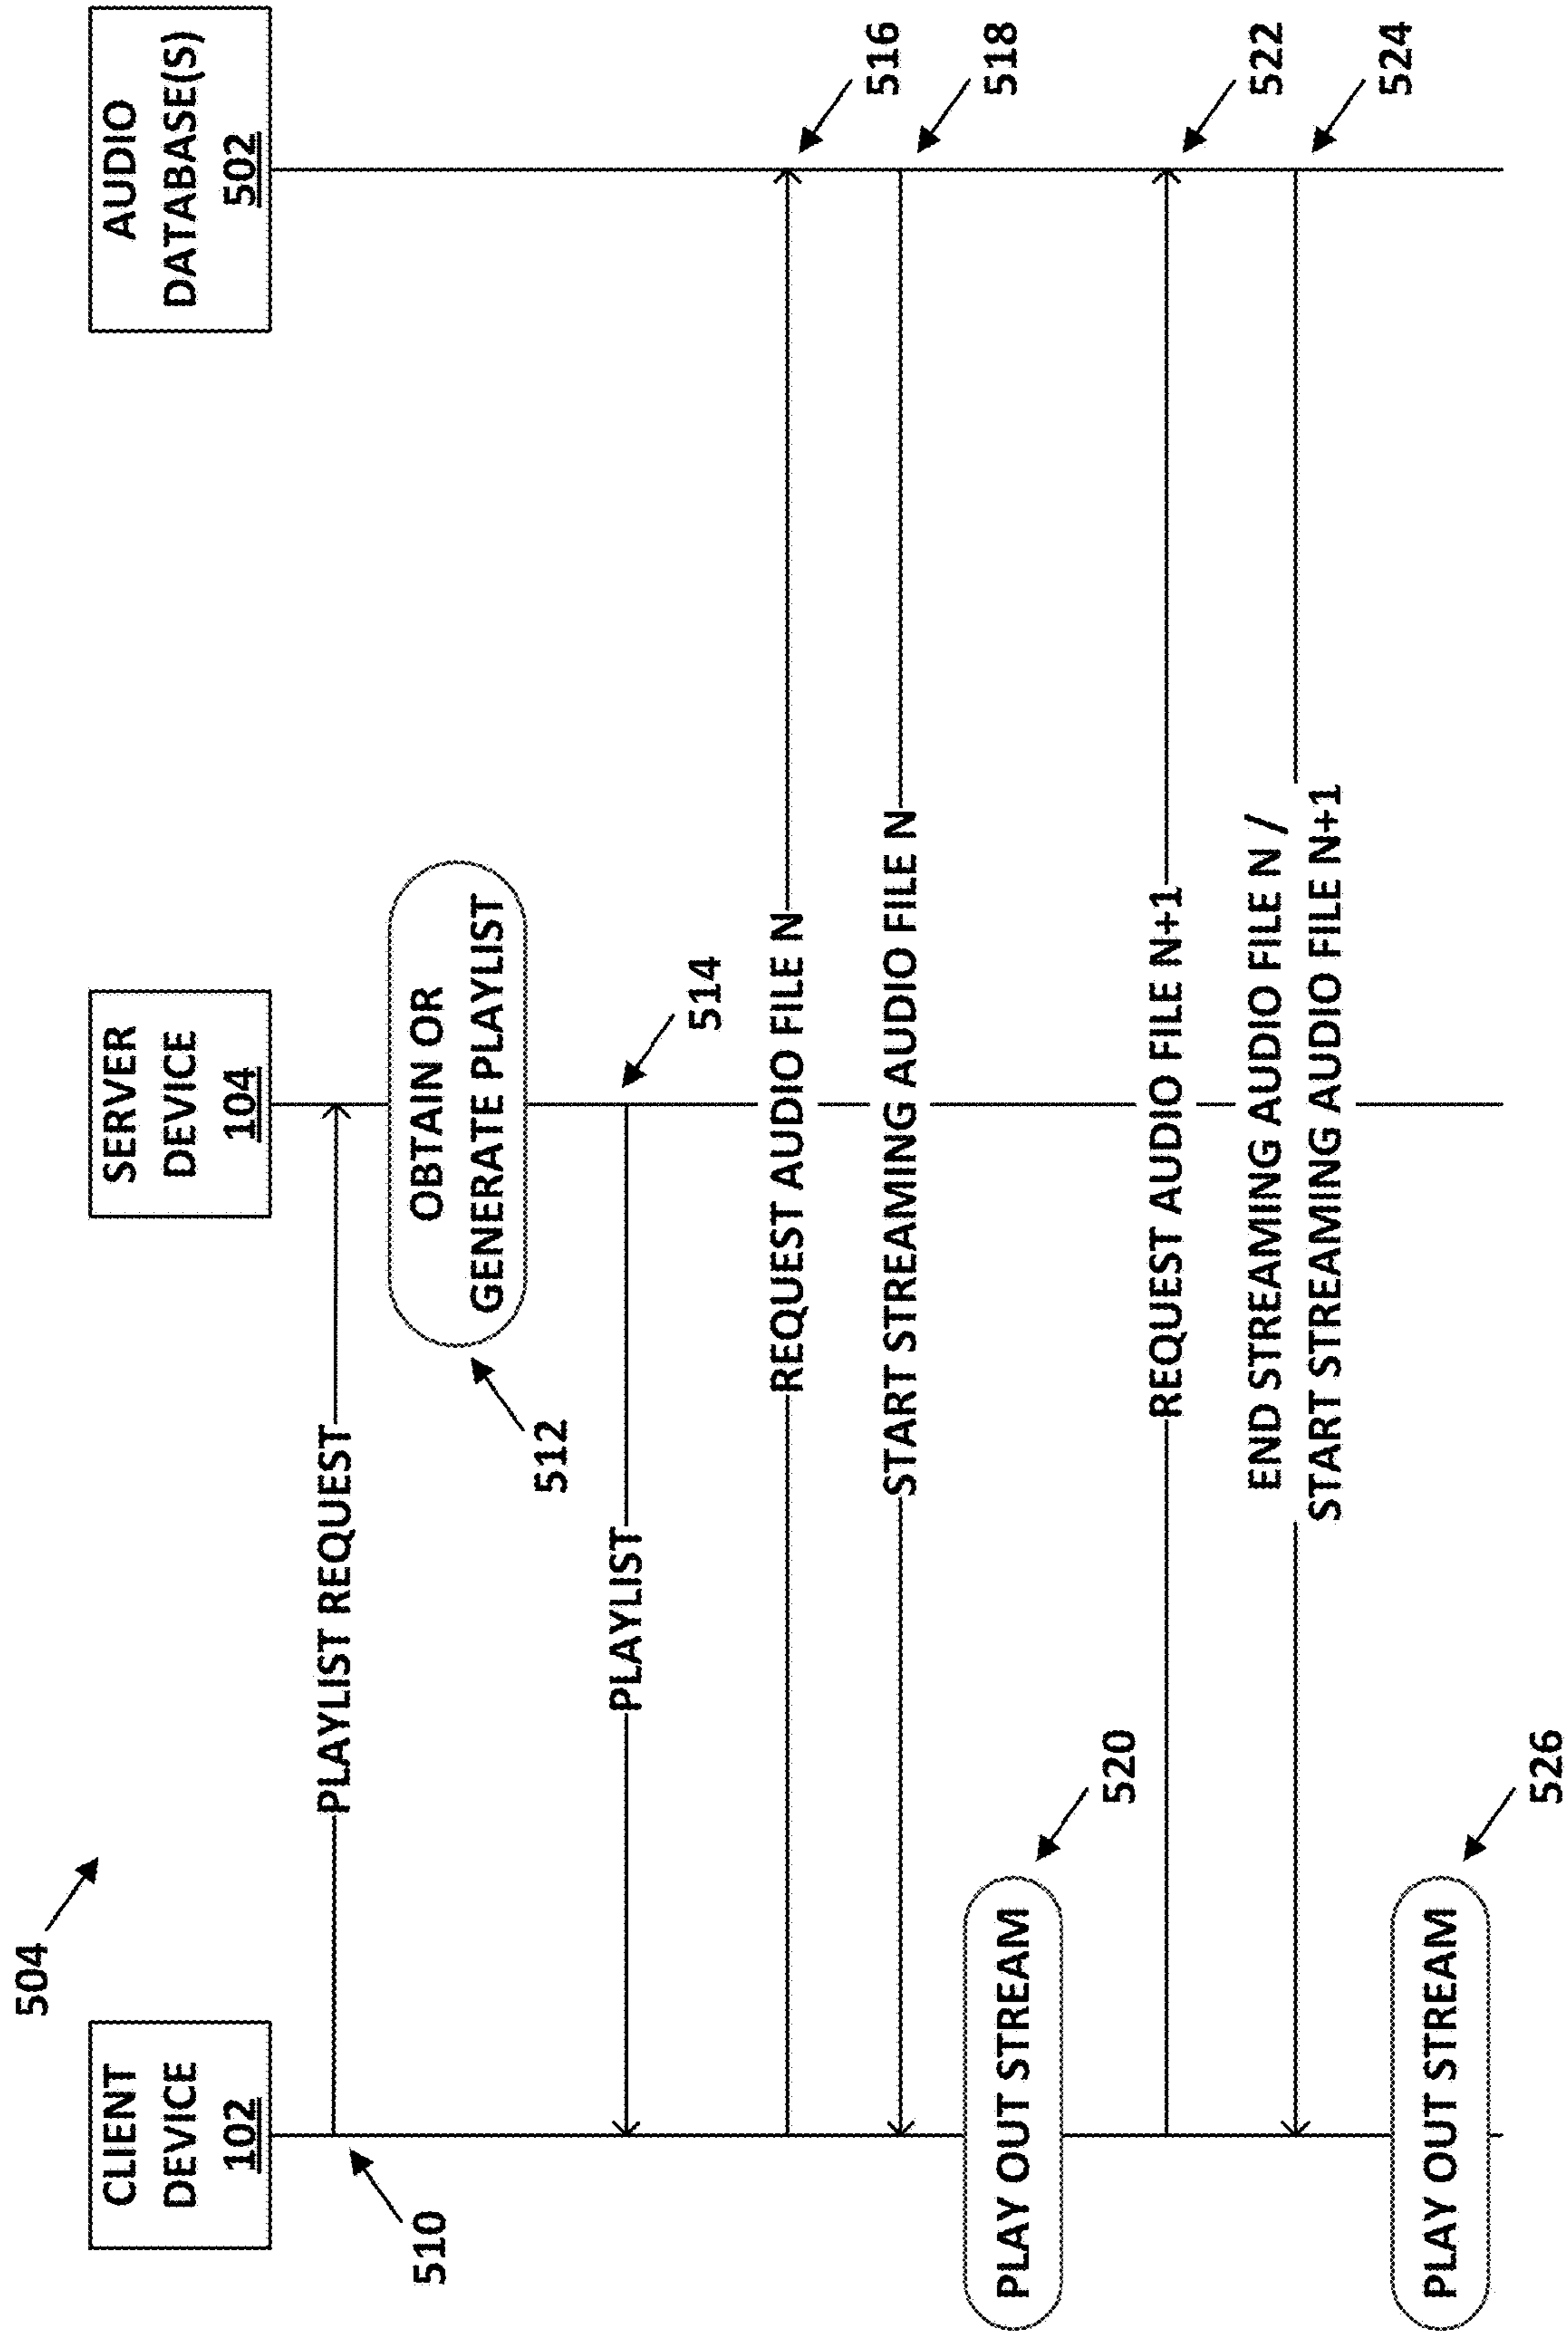 504
CLIENT
DEVICE
102
SERVER
DEVICE
104
AUDIO
DATABASE(S)
502
510
PLAYLIST REQUEST
512
OBTAIN OR
GENERATE PLAYLIST
PLAYLIST
514
REQUEST AUDIO FILE N
516
START STREAMING AUDIO FILE N
518
PLAY OUT STREAM
520
REQUEST AUDIO FILE N+1
522
END STREAMING AUDIO FILE N /
START STREAMING AUDIO FILE N+1
524
PLAY OUT STREAM
526